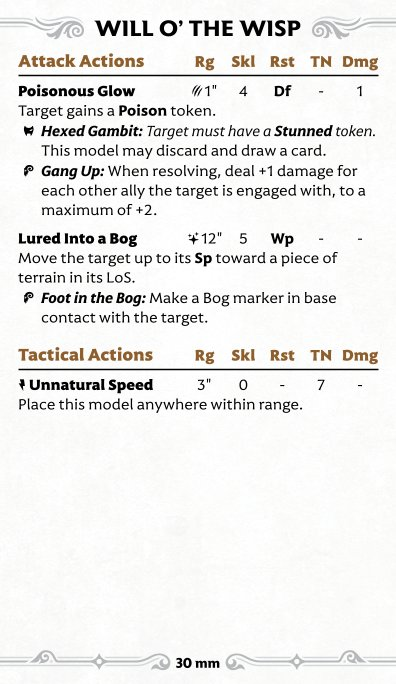 WILL O' THE WISP
Attack Actions Rg Skl Rst TN Dmg
Poisonous Glow 1" 4 Df - 1
Target gains a Poison token.
Hexed Gambit: Target must have a Stunned token.
This model may discard and draw a card.
Gang Up: When resolving, deal +1 damage for
each other ally the target is engaged with, to a
maximum of +2.
Lured Into a Bog 12" 5 Wp - -
Move the target up to its Sp toward a piece of
terrain in its LoS.
Foot in the Bog: Make a Bog marker in base
contact with the target.
Tactical Actions Rg Skl Rst TN Dmg
Unnatural Speed 3" 0 - 7 -
Place this model anywhere within range.
30 mm